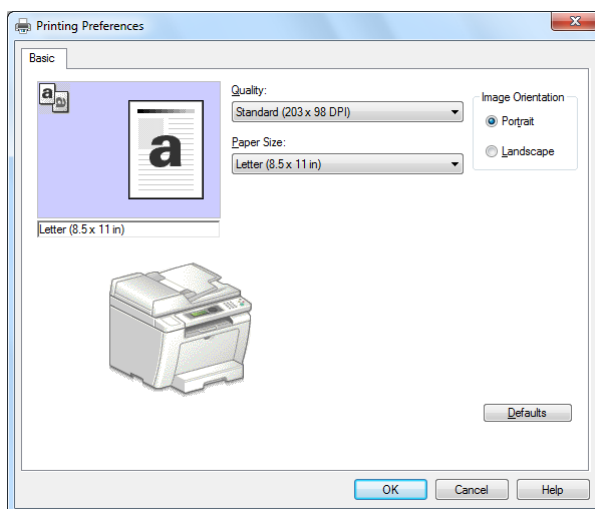 Printing Preferences
X
Basic
a
a
a
Letter (8.5 x 11 in)
Quality:
Standard (203 x 98 DPI)
Paper Size:
Letter (8.5 x 11 in)
Image Orientation
Portrait
Landscape
Defaults
OK
Cancel
Help